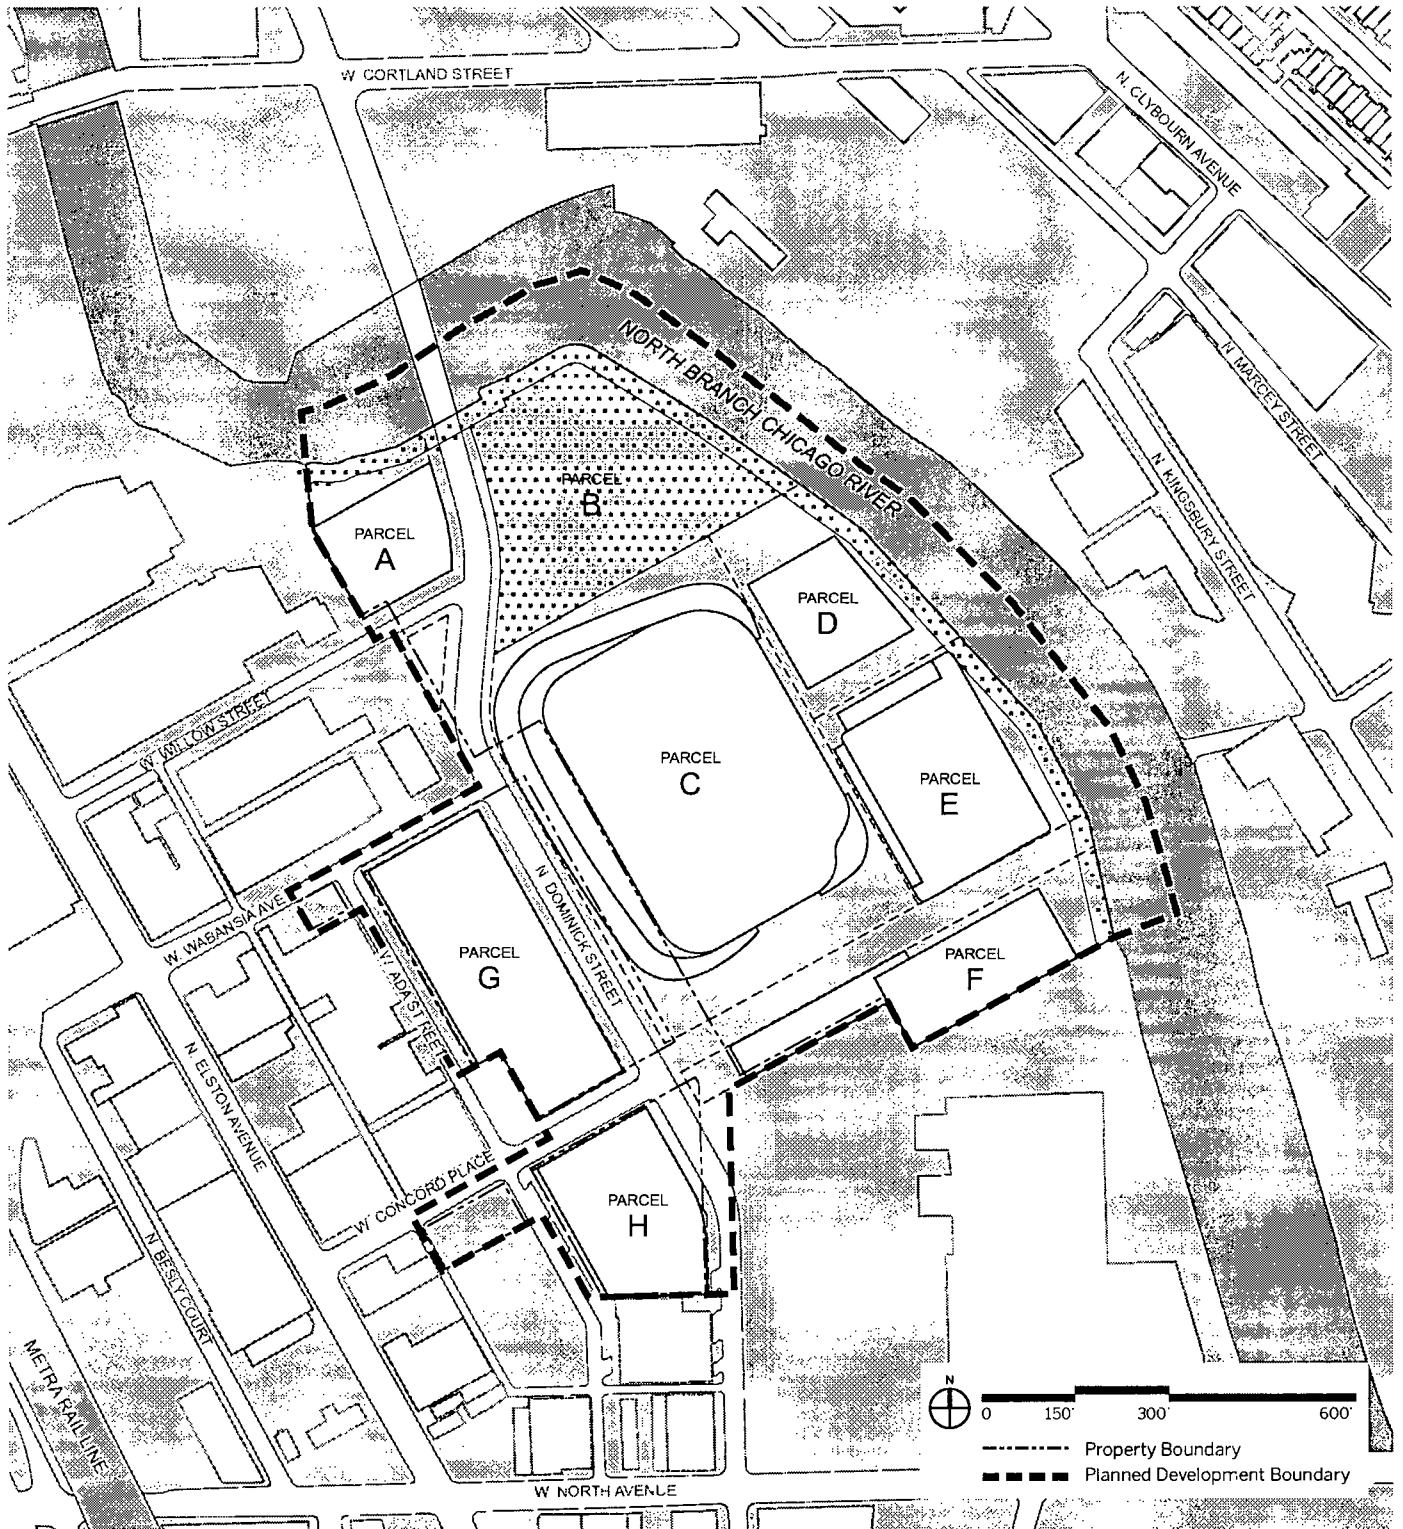 W CORTLAND STREET
N. CLYBOURN AVENUE
NORTH BRANCH CHICAGO RIVER
N MARCEY STREET
N KINGSBURY STREET
PARCEL
B
PARCEL
A
PARCEL
D
W WILLOW STREET
PARCEL
C
PARCEL
E
N DOMINICK STREET
W WABANSIA AVE
PARCEL
G
ADA STREET
PARCEL
F
N ELSTON AVENUE
W CONCORD PLACE
PARCEL
H
N BESLY COURT
METRA RAIL LINE
N
0 150' 300' 600'
Property Boundary
Planned Development Boundary
W NORTH AVENUE